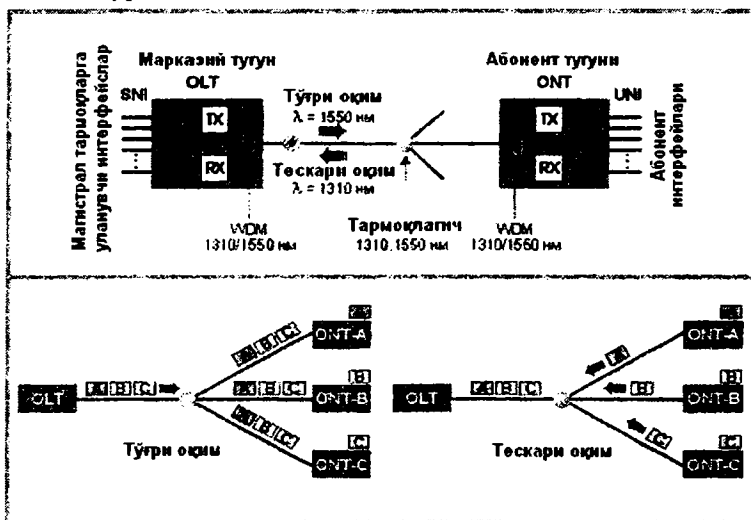 Марказий тугун
OLT
Абонент тугуни
ONT
SNI
UNI
TX
RX
TX
RX
Тўғри оқим
λ = 1550 нм
Тескари оқим
λ = 1310 нм
Магистрал тармоқларга
уланувчи интерфейслар
Абонент
интерфейлари
WDM
1310/1550 нм
Тармоқлагич
1310.1550 нм
WDM
1310/1550 нм
OLT
A B C
A B C
A B C
A B C
A
ONT-A
B
ONT-B
C
ONT-C
Тўғри оқим
OLT
A B C
A
B
C
A
ONT-A
B
ONT-B
C
ONT-C
Тескари оқим